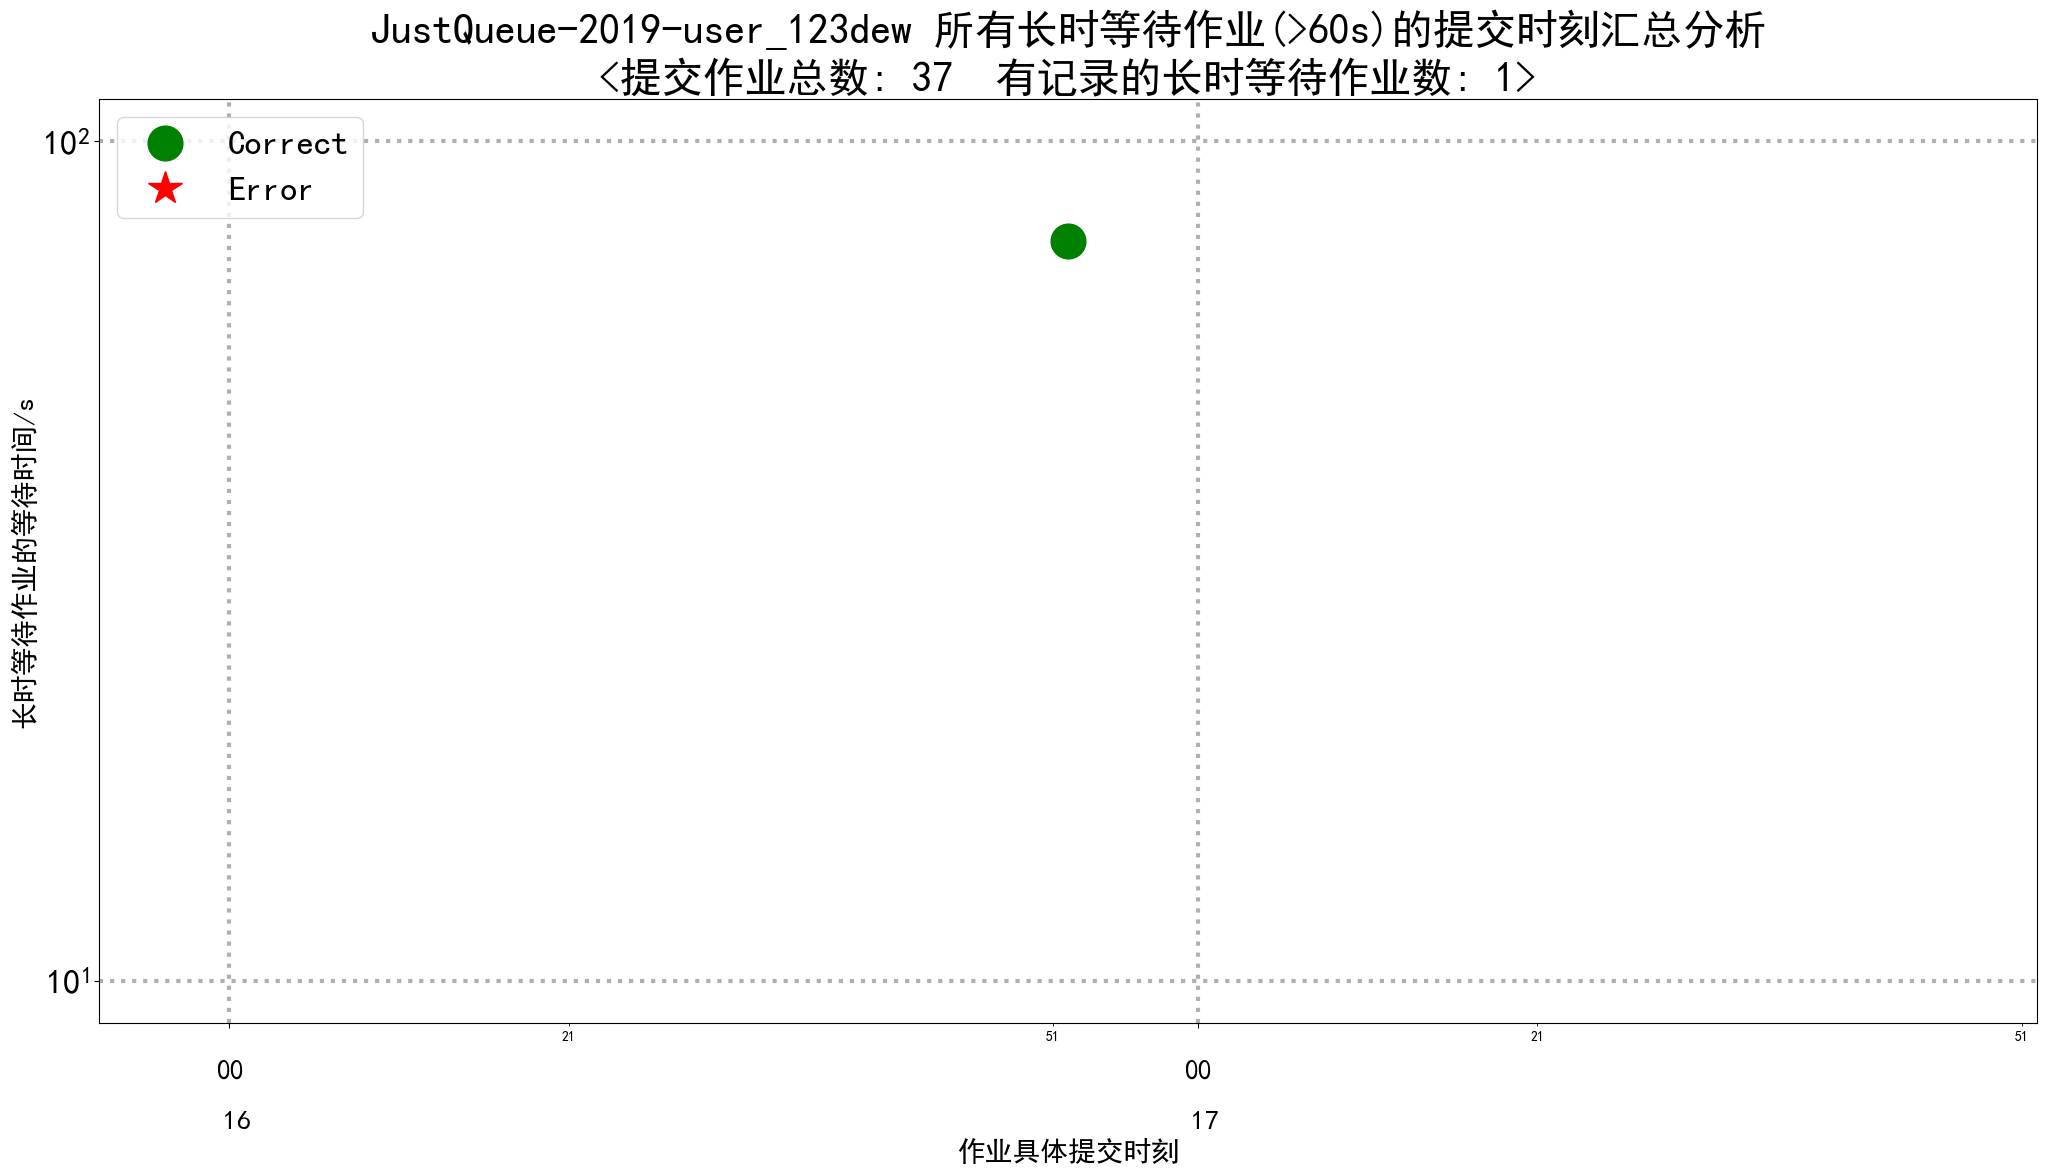 JustQueue-2019-user_123dew 所有长时等待作业(>60s)的提交时刻汇总分析
<提交作业总数: 37  有记录的长时等待作业数: 1>
Correct
Error
10²
10¹
长时等待作业的等待时间/s
21
51
21
51
00
00
16
17
作业具体提交时刻